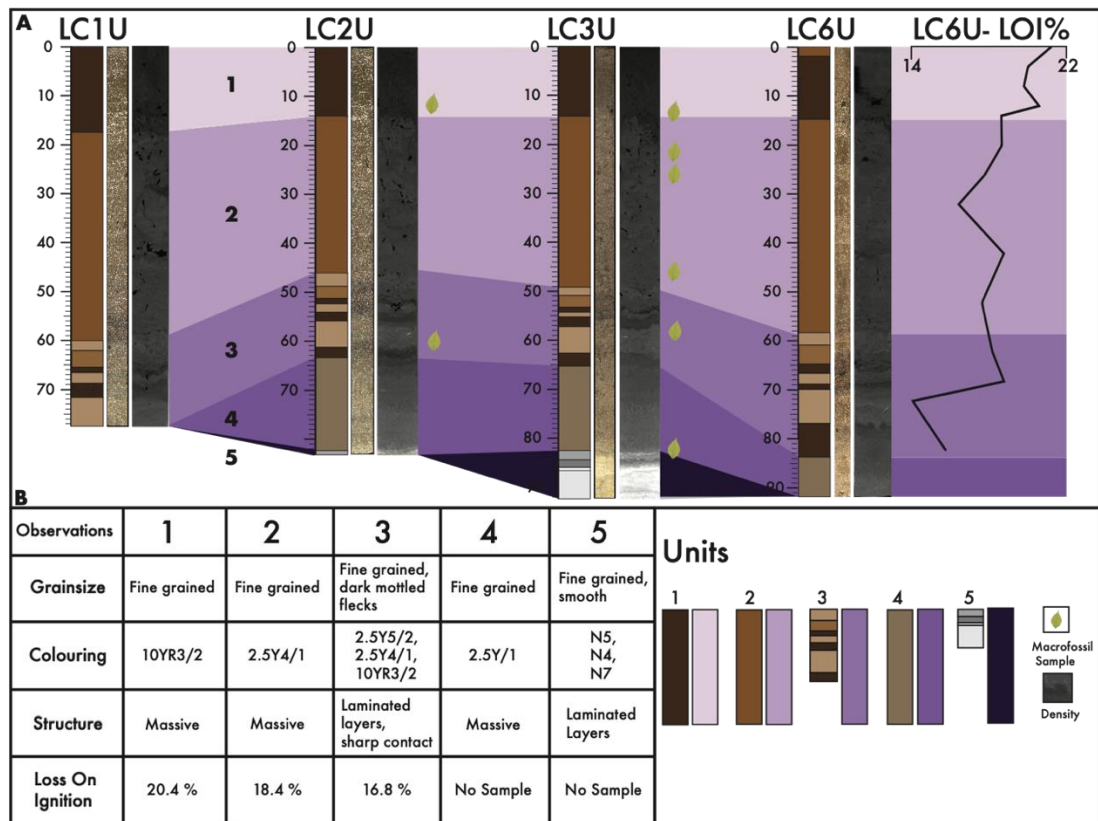 A
LC1U
LC2U
LC3U
LC6U
LC6U- LOI%
14
22
0
10
20
30
40
50
60
70
0
10
20
30
40
50
60
70
80
0
10
20
30
40
50
60
70
80
0
10
20
30
40
50
60
70
80
1
2
3
4
5
B
Observations
1
2
3
4
5
Grainsize
Fine grained
Fine grained
Fine grained,
dark mottled
flecks
Fine grained
Fine grained,
smooth
Colouring
10YR3/2
2.5Y4/1
2.5Y5/2,
2.5Y4/1,
10YR3/2
2.5Y/1
N5,
N4,
N7
Structure
Massive
Massive
Laminated
layers,
sharp contact
Massive
Laminated
Layers
Loss On
Ignition
20.4 %
18.4 %
16.8 %
No Sample
No Sample
Units
1
2
3
4
5
Macrofossil
Sample
Density